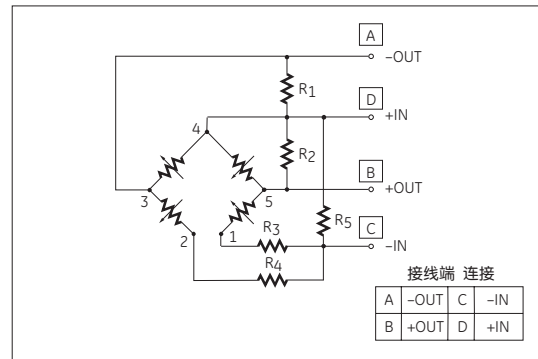 A
–OUT
R1
D
+IN
4
R2
B
3
5
+OUT
R5
2
1
R3
C
–IN
R4
接线端 连接
A –OUT C –IN
B +OUT D +IN